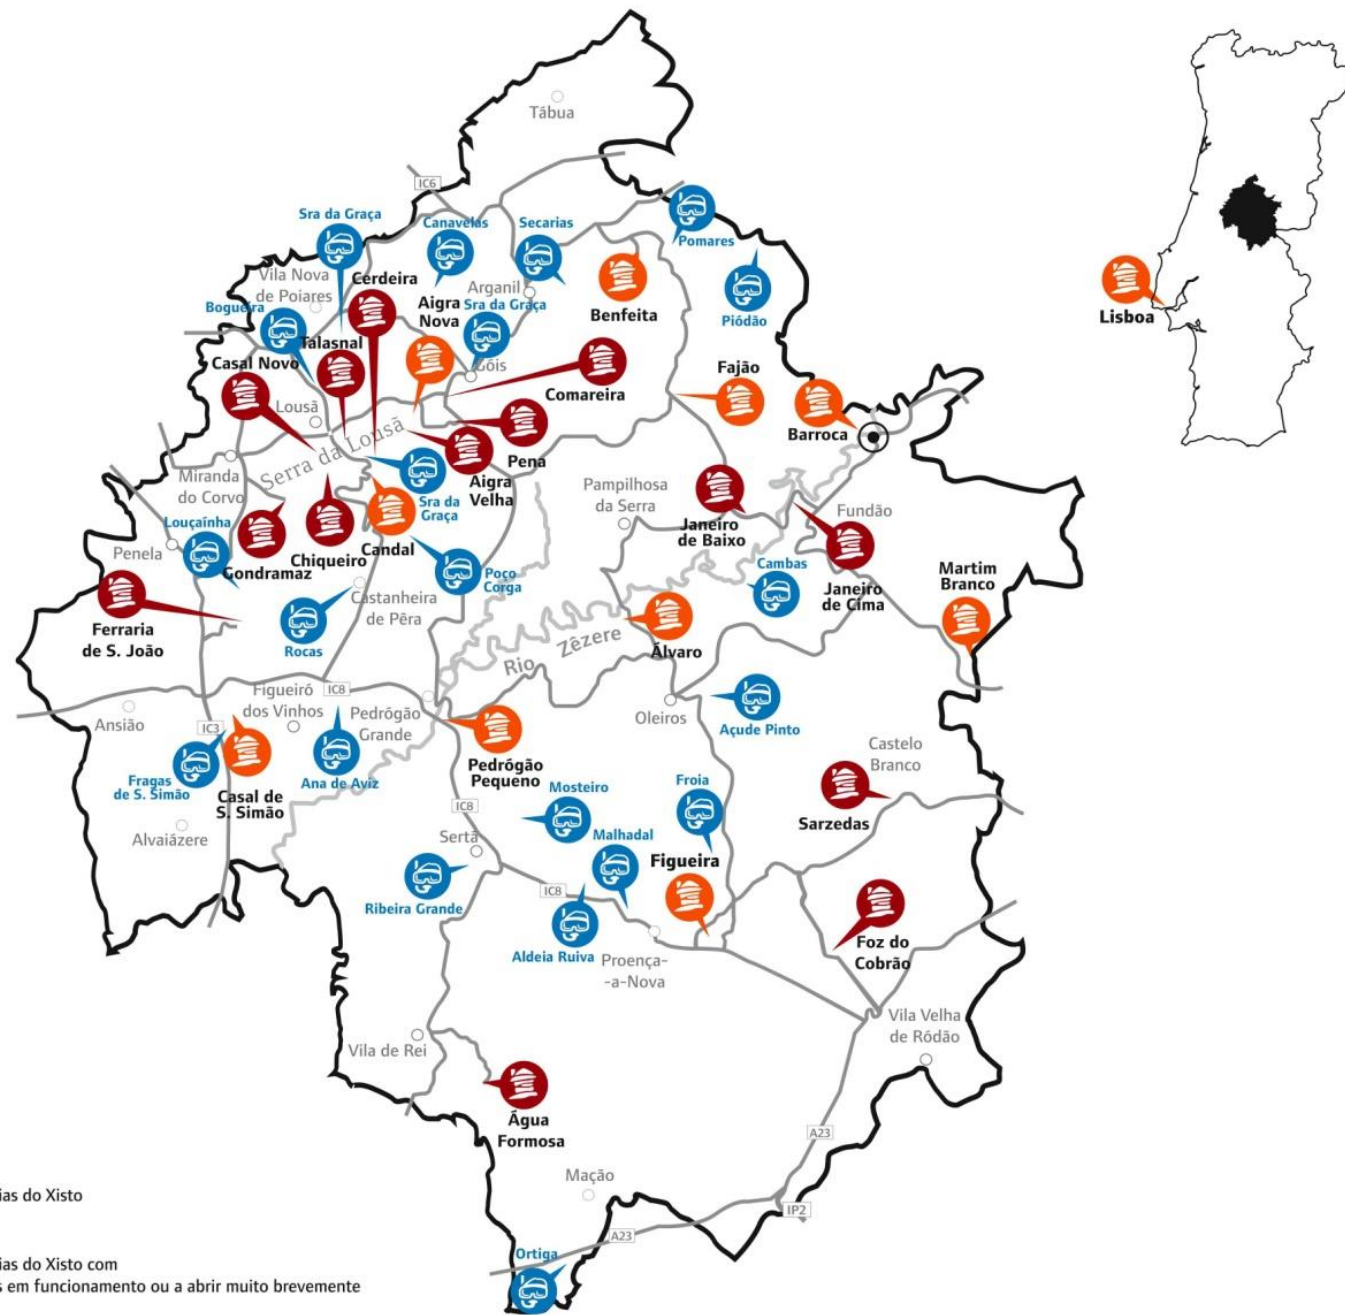 Tábua
IC6
Sra da Graça
Canavelas
Secarias
Pomares
Vila Nova
de Poiares
Cerdeira
Arganil
Aigra
Nova
Sra da Graça
Benfeita
Piódão
Lisboa
Bogueira
Talasnal
Casal Novo
Góis
Comareira
Fajão
Barroca
Lousã
Serra da Lousã
Pena
Aigra
Velha
Miranda
do Corvo
Sra da
Graça
Pampilhosa
da Serra
Janeiro
de Baixo
Fundão
Louçaínha
Penela
Gondramaz
Chiqueiro
Candal
Poço
Corga
Cambas
Janeiro
de Cima
Martim
Branco
Ferraria
de S. João
Rocas
Castanheira
de Pêra
Rio Zêzere
Álvaro
Ansião
Figueiró
dos Vinhos
IC8
Pedrógão
Grande
Oleiros
Açude Pinto
IC3
Fragas
de S. Simão
Casal de
S. Simão
Ana de Aviz
Pedrógão
Pequeno
Castelo
Branco
Alvaiázere
IC8
Mosteiro
Froia
Sarzedas
Sertã
Malhadal
Figueira
Ribeira Grande
IC8
Aldeia Ruiva
Proença-
-a-Nova
Foz do
Cobrão
Vila de Rei
Vila Velha
de Ródão
Água
Formosa
A23
Mação
IP2
A23
Ortiga
ias do Xisto
ias do Xisto com
s em funcionamento ou a abrir muito brevemente